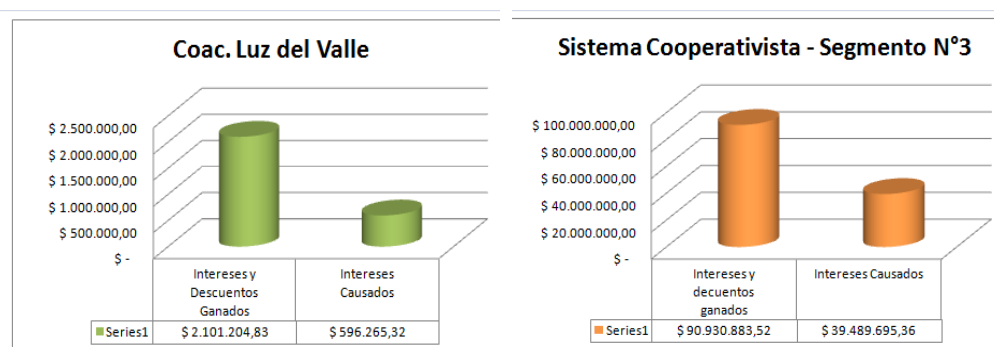 Coac. Luz del Valle
$ 2.500.000,00
$ 2.000.000,00
$ 1.500.000,00
$ 1.000.000,00
$ 500.000,00
$ -
Intereses y
Descuentos
Ganados
Intereses
Causados
Series1
$ 2.101.204,83
$ 596.265,32
Sistema Cooperativista - Segmento N°3
$ 100.000.000,00
$ 80.000.000,00
$ 60.000.000,00
$ 40.000.000,00
$ 20.000.000,00
$ -
Intereses y
decuentos
ganados
Intereses Causados
Series1
$ 90.930.883,52
$ 39.489.695,36